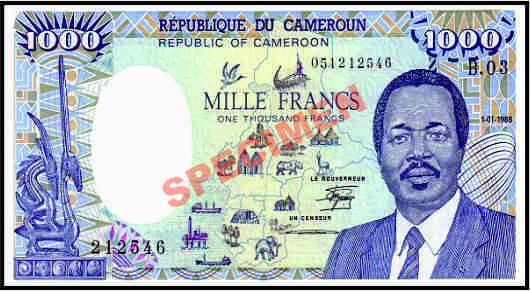 RÉPUBLIQUE DU CAMEROUN
REPUBLIC OF CAMEROON
1000
1000
051212546
B.03
MILLE FRANCS
ONE THOUSAND FRANCS
1-01-1985
SPECIMEN
LE GOUVERNEUR
UN CENSEUR
212546